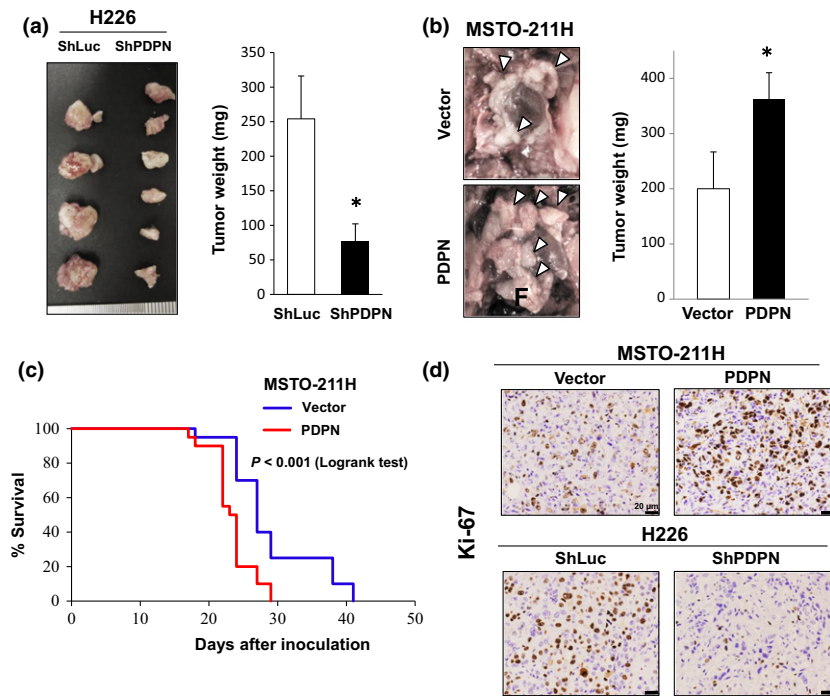 (a)
H226
ShLuc ShPDPN
Tumor weight (mg)
350
300
250
200
150
100
50
0
*
ShLuc ShPDPN
(b)
MSTO-211H
Vector
PDPN
F
Tumor weight (mg)
400
300
200
100
0
*
Vector PDPN
(c)
MSTO-211H
Vector
PDPN
P < 0.001 (Logrank test)
% Survival
100
80
60
40
20
0
0 10 20 30 40 50
Days after inoculation
(d)
MSTO-211H
Vector PDPN
20 µm
Ki-67
H226
ShLuc ShPDPN